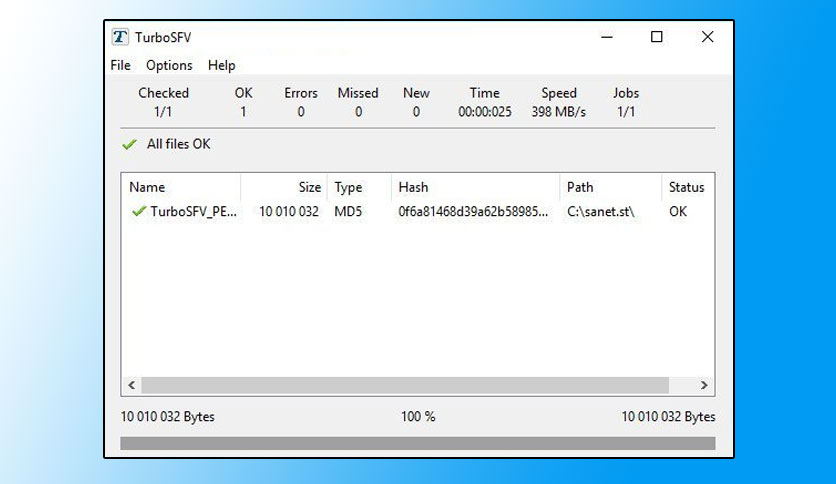 TurboSFV
File Options Help
Checked OK Errors Missed New Time Speed Jobs
1/1 1 0 0 0 00:00:025 398 MB/s 1/1
All files OK
Name Size Type Hash Path Status
TurboSFV_PE... 10 010 032 MD5 0f6a81468d39a62b58985... C:\sanet.st\ OK
10 010 032 Bytes 100 % 10 010 032 Bytes